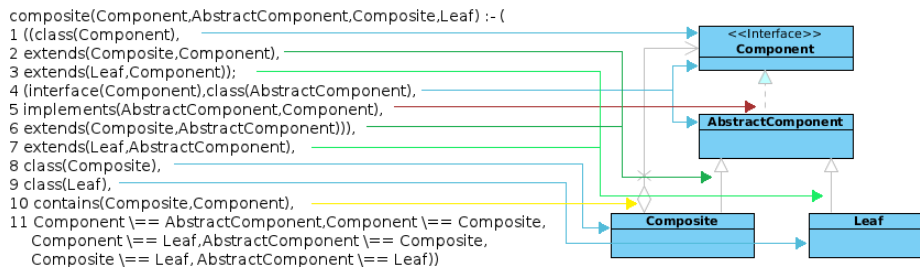 composite(Component,AbstractComponent,Composite,Leaf) :- (
1 ((class(Component),
2 extends(Composite,Component),
3 extends(Leaf,Component));
4 (interface(Component),class(AbstractComponent),
5 implements(AbstractComponent,Component),
6 extends(Composite,AbstractComponent))),
7 extends(Leaf,AbstractComponent),
8 class(Composite),
9 class(Leaf),
10 contains(Composite,Component),
11 Component \== AbstractComponent,Component \== Composite,
Component \== Leaf,AbstractComponent \== Composite,
Composite \== Leaf, AbstractComponent \== Leaf))
<<Interface>>
Component
AbstractComponent
Composite
Leaf